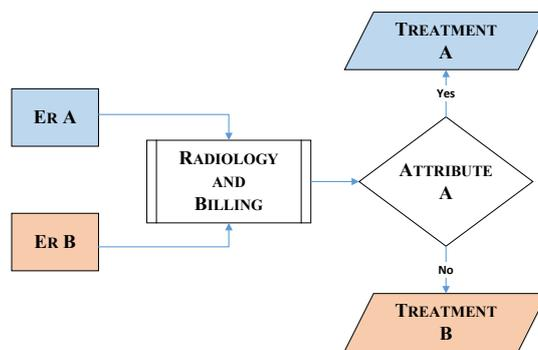 TREATMENT
A
Yes
ER A
RADIOLOGY
AND
BILLING
ATTRIBUTE
A
ER B
No
TREATMENT
B